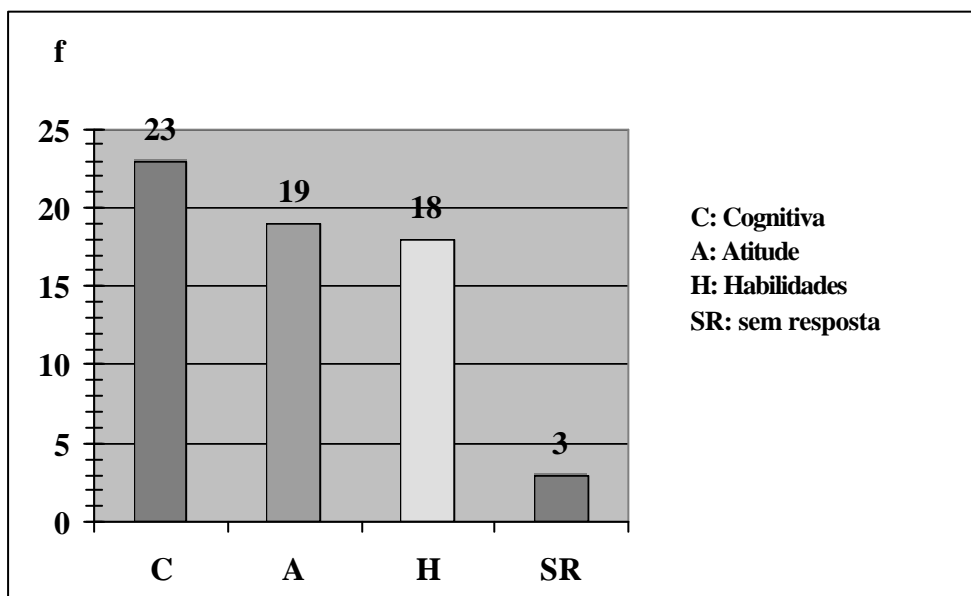 f
25
20
15
10
5
0
23
19
18
3
C A H SR
C: Cognitiva
A: Atitude
H: Habilidades
SR: sem resposta